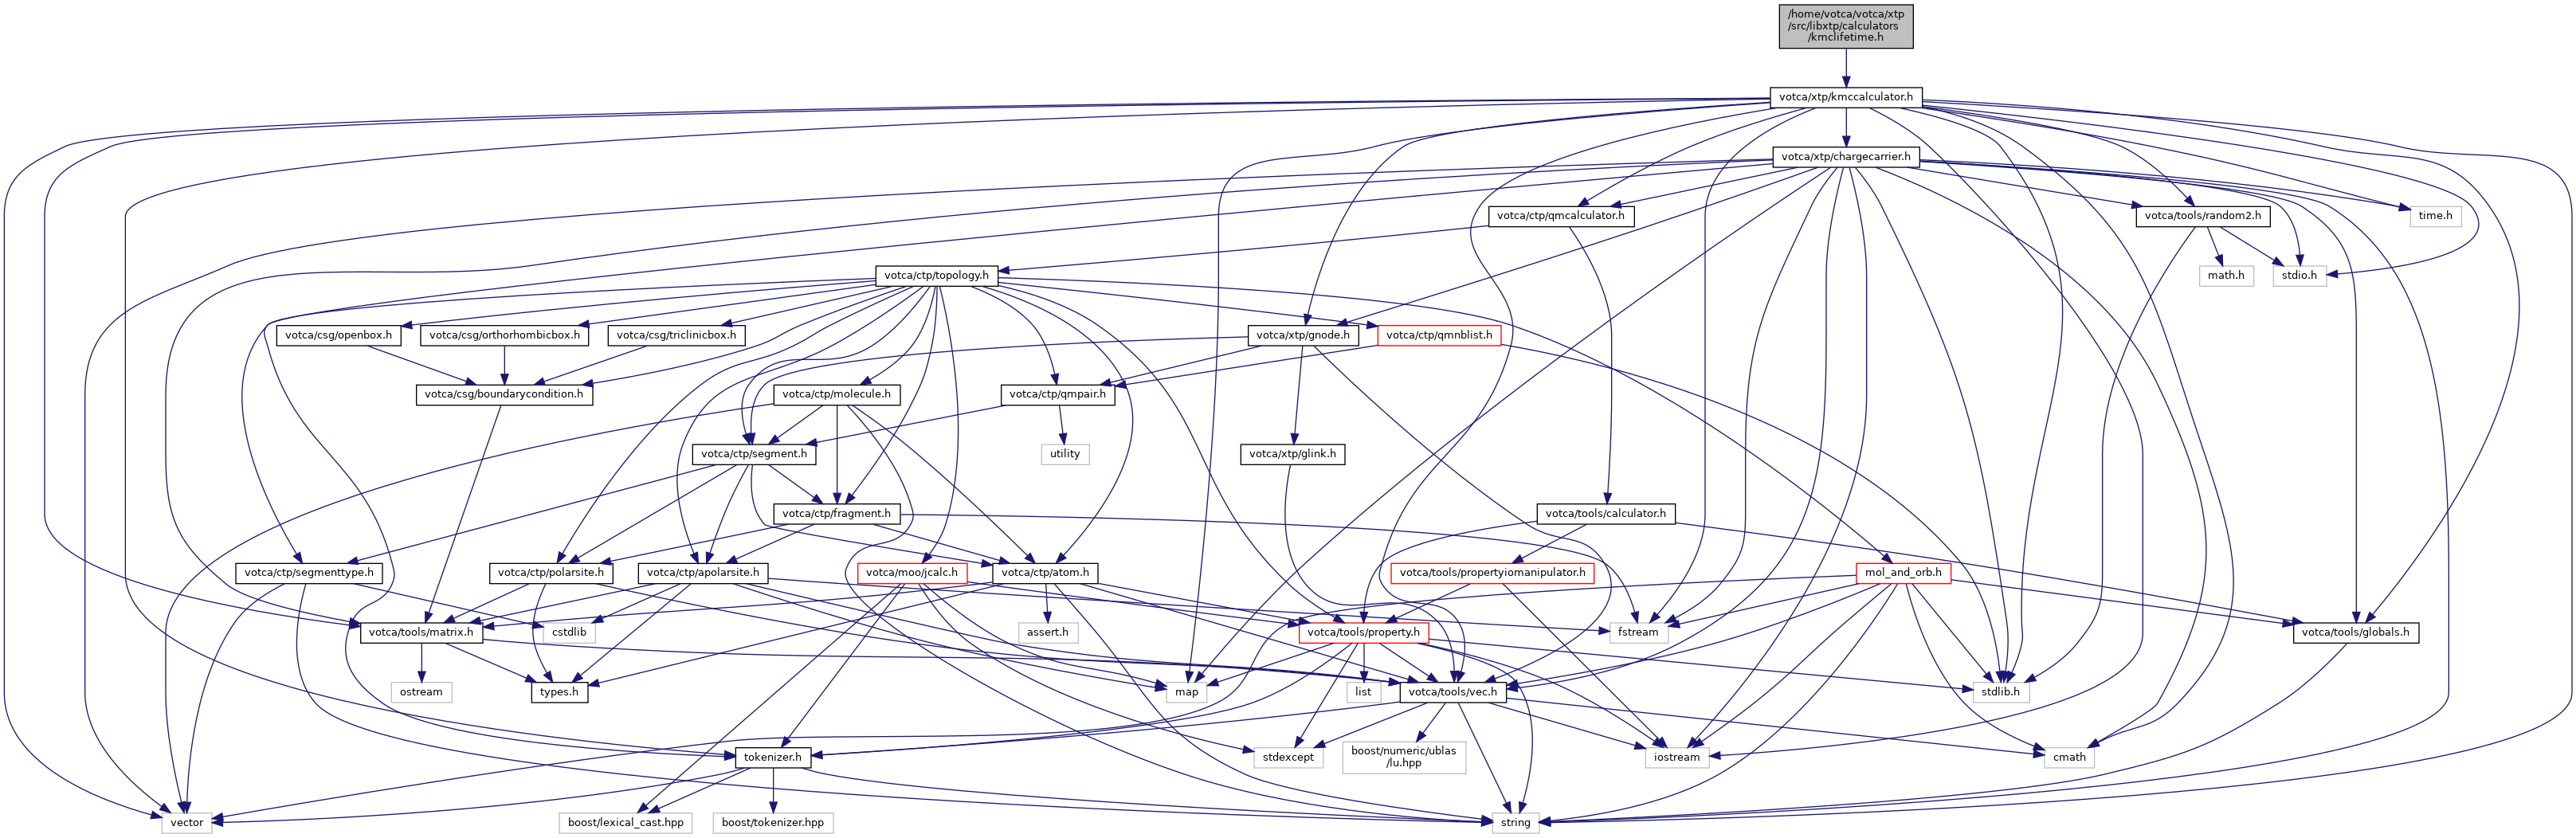 /home/votca/votca/xtp
/src/libxtp/calculators
/kmclifetime.h
votca/xtp/kmccalculator.h
votca/xtp/chargecarrier.h
votca/ctp/qmcalculator.h
votca/tools/random2.h
time.h
votca/ctp/topology.h
math.h
stdio.h
votca/csg/openbox.h
votca/csg/orthorhombicbox.h
votca/csg/triclinicbox.h
votca/xtp/gnode.h
votca/ctp/qmnblist.h
votca/csg/boundarycondition.h
votca/ctp/molecule.h
votca/ctp/qmpair.h
votca/ctp/segment.h
utility
votca/xtp/glink.h
votca/ctp/fragment.h
votca/tools/calculator.h
votca/ctp/segmenttype.h
votca/ctp/polarsite.h
votca/ctp/apolarsite.h
votca/moo/jcalc.h
votca/ctp/atom.h
votca/tools/propertyiomanipulator.h
mol_and_orb.h
votca/tools/matrix.h
cstdlib
assert.h
votca/tools/property.h
fstream
votca/tools/globals.h
ostream
types.h
map
list
votca/tools/vec.h
stdlib.h
tokenizer.h
stdexcept
boost/numeric/ublas
/lu.hpp
iostream
cmath
vector
boost/lexical_cast.hpp
boost/tokenizer.hpp
string